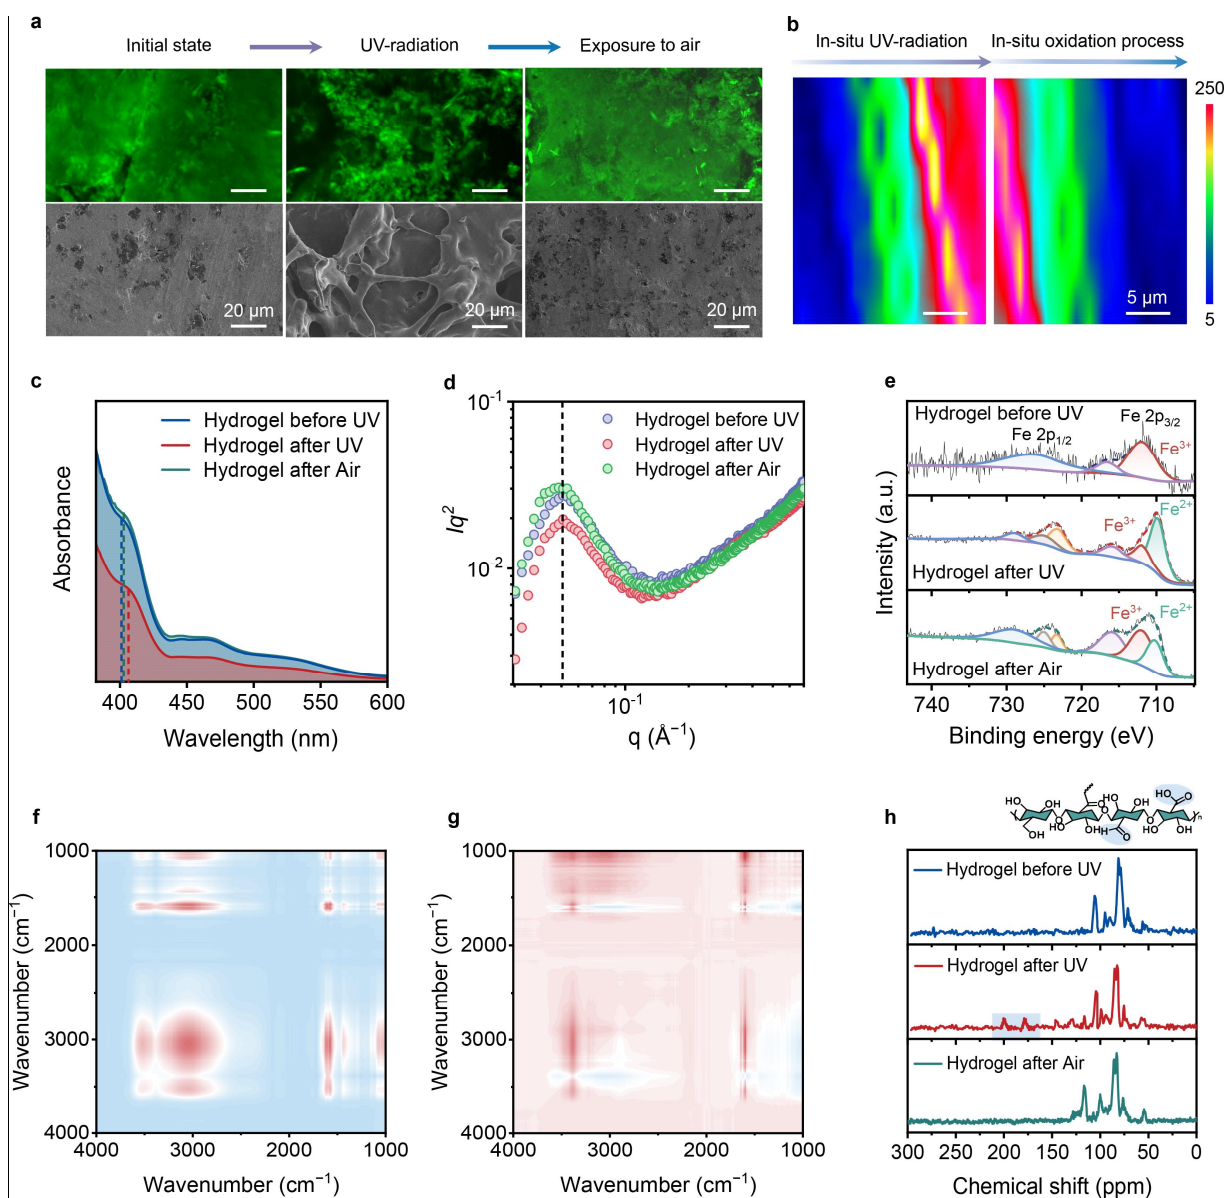 a
Initial state
UV-radiation
Exposure to air
20 µm
20 µm
20 µm
b
In-situ UV-radiation
In-situ oxidation process
250
5
5 µm
c
Hydrogel before UV
Hydrogel after UV
Hydrogel after Air
Absorbance
400
450
500
550
600
Wavelength (nm)
d
10⁻¹
10⁻²
Hydrogel before UV
Hydrogel after UV
Hydrogel after Air
Iq²
10⁻¹
q (Å⁻¹)
e
Hydrogel before UV
Fe 2p₁/₂
Fe 2p₃/₂
Fe³⁺
Fe³⁺
Fe²⁺
Hydrogel after UV
Fe³⁺
Fe²⁺
Hydrogel after Air
Intensity (a.u.)
740
730
720
710
Binding energy (eV)
f
1000
2000
3000
4000
Wavenumber (cm⁻¹)
4000
3000
2000
1000
Wavenumber (cm⁻¹)
g
1000
2000
3000
4000
Wavenumber (cm⁻¹)
4000
3000
2000
1000
Wavenumber (cm⁻¹)
h
Hydrogel before UV
Hydrogel after UV
Hydrogel after Air
300
250
200
150
100
50
0
Chemical shift (ppm)